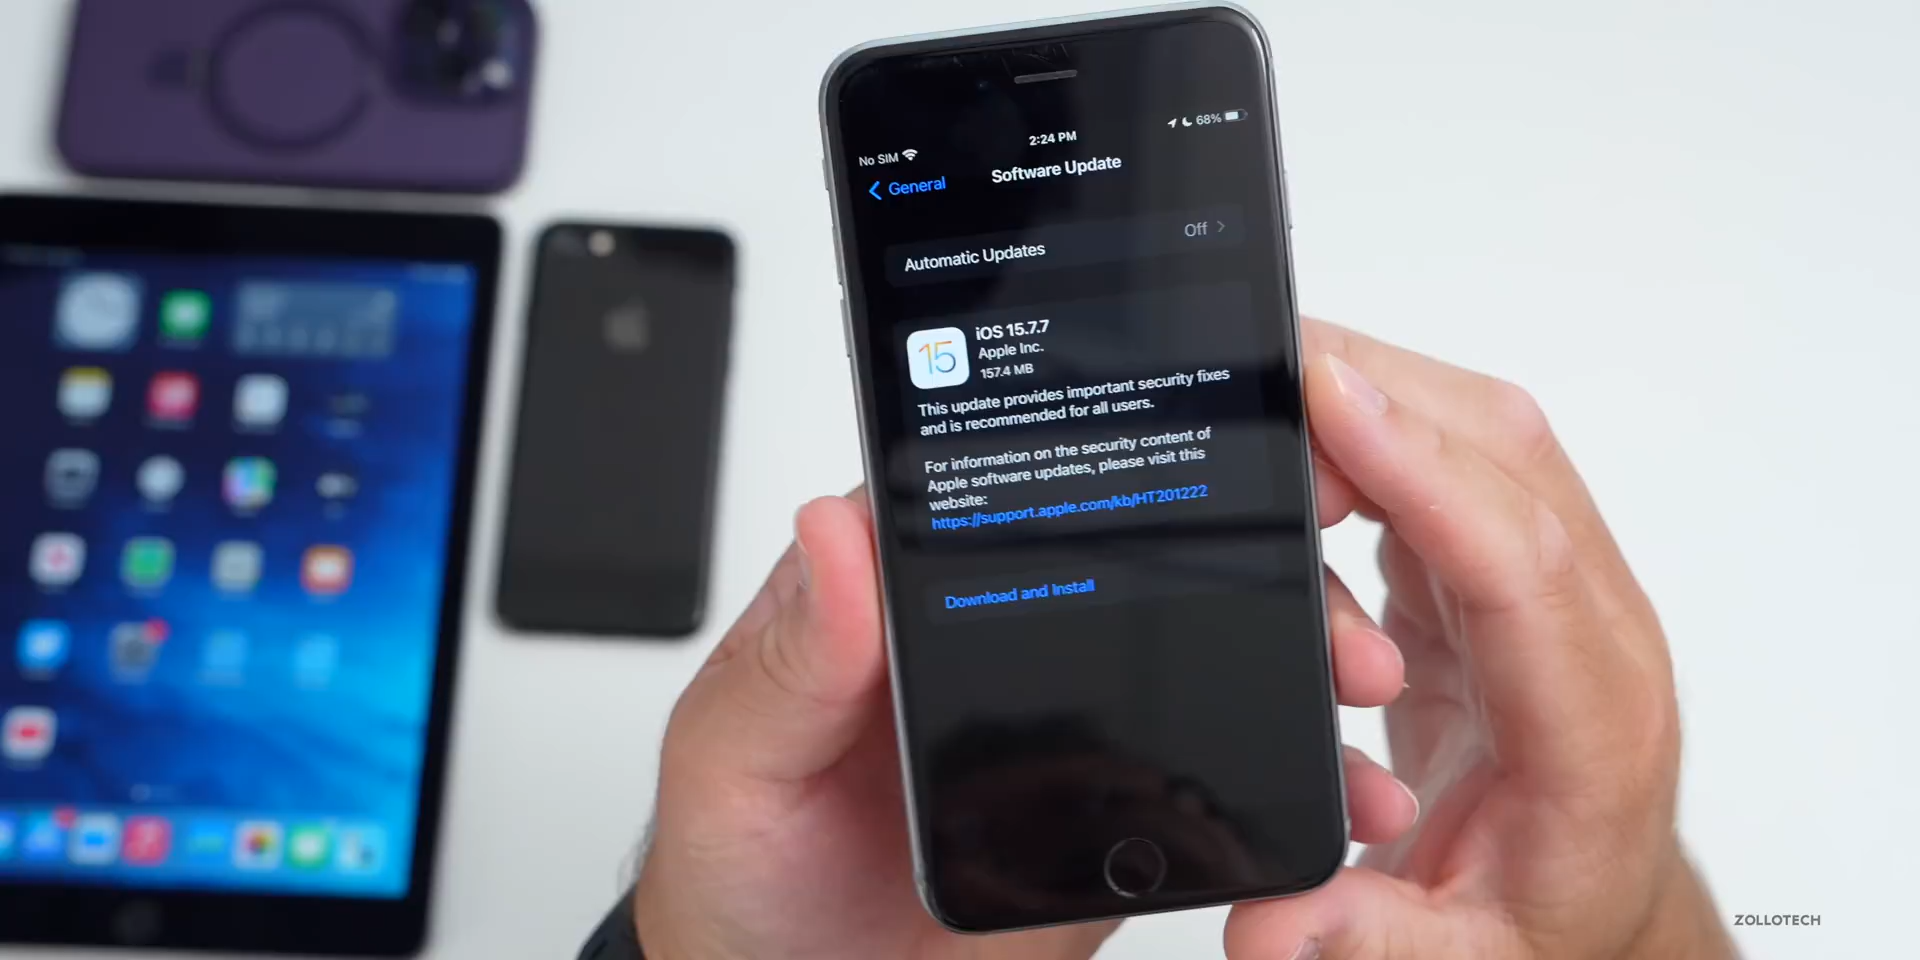 No SIM
2:24 PM
68%
General
Software Update
Automatic Updates
Off
15
iOS 15.7.7
Apple Inc.
157.4 MB
This update provides important security fixes
and is recommended for all users.
For information on the security content of
Apple software updates, please visit this
website:
https://support.apple.com/kb/HT201222
Download and Install
ZOLLOTECH